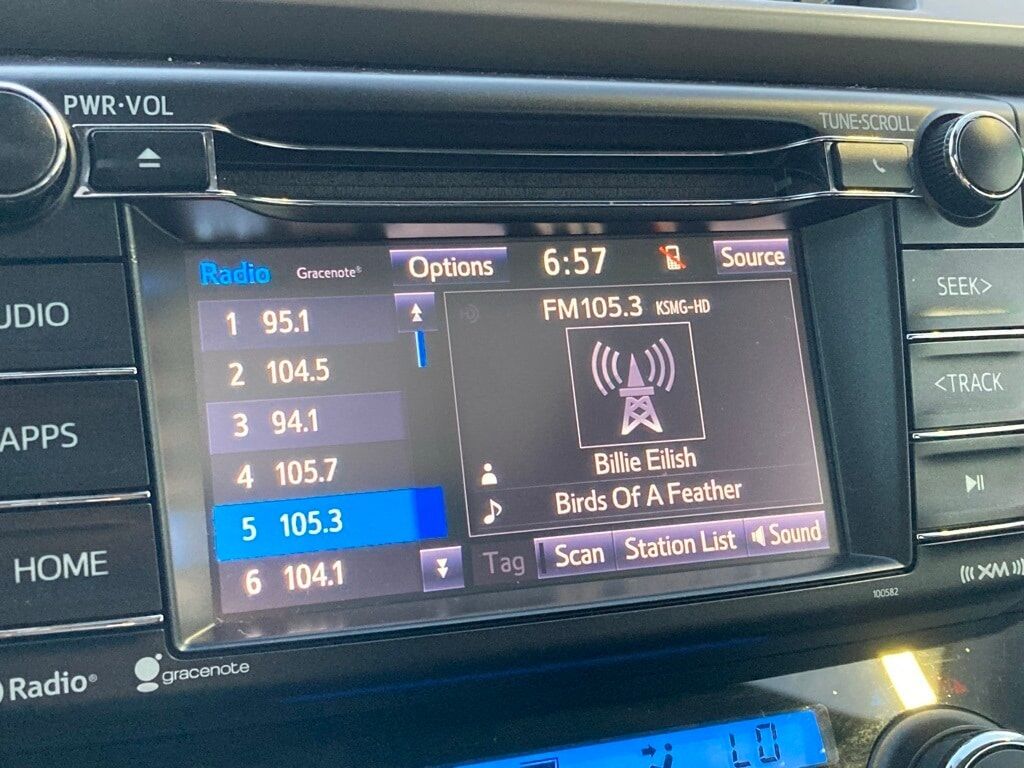 PWR·VOL
TUNE·SCROLL
Radio Gracenote® Options 6:57 Source
1 95.1
2 104.5
3 94.1
4 105.7
5 105.3
6 104.1
FM105.3 KSMG-HD
Billie Eilish
Birds Of A Feather
Tag Scan Station List Sound
UDIO
APPS
HOME
SEEK>
<TRACK
XM
100582
Radio®
gracenote
LO